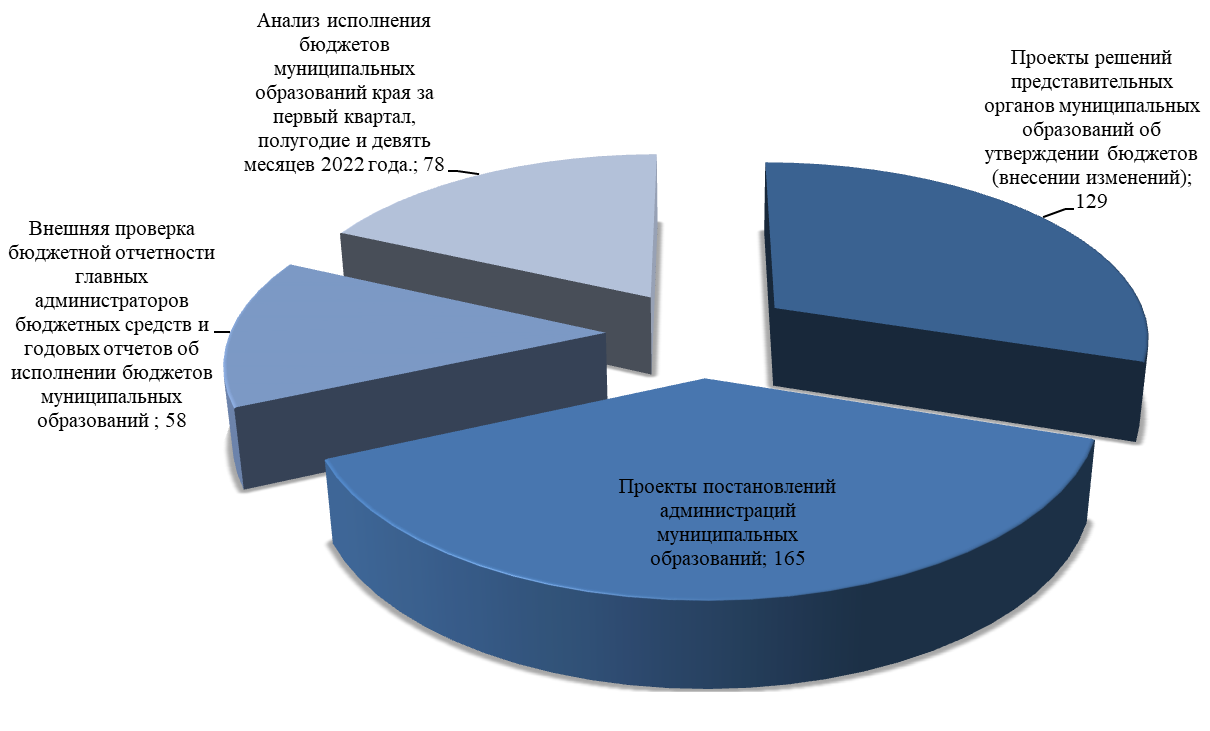 Анализ исполнения
бюджетов
муниципальных
образований края за
первый квартал,
полугодие и девять
месяцев 2022 года.; 78
Проекты решений
представительных
органов муниципальных
образований об
утверждении бюджетов
(внесении изменений);
129
Внешняя проверка
бюджетной отчетности
главных
администраторов
бюджетных средств и
годовых отчетов об
исполнении бюджетов
муниципальных
образований ; 58
Проекты постановлений
администраций
муниципальных
образований; 165